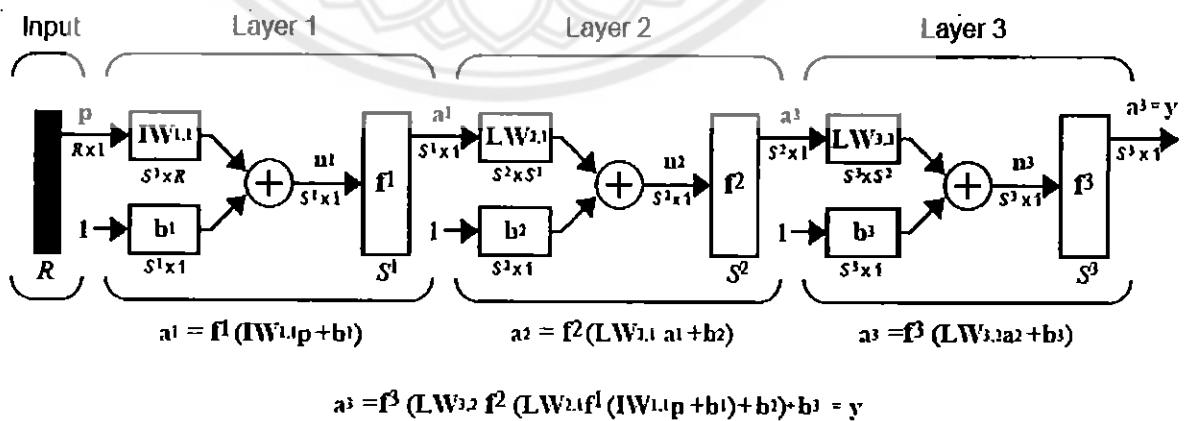 Input Layer 1 Layer 2 Layer 3
p a1 a3 a3 = y
IW1,1 LW2,1 LW3,2
R x 1 S1 x 1 S2 x 1 S3 x 1
S1 x R S2 x S1 S3 x S2
n1 n2 n3
+ f1 + f2 + f3
S1 x 1 S2 x 1 S3 x 1
1 b1 1 b2 1 b3
S1 x 1 S2 x 1 S3 x 1
R S1 S2 S3
a1 = f1 (IW1,1p +b1) a2 = f2 (LW2,1 a1 +b2) a3 =f3 (LW3,2a2 +b3)
a3 =f3 (LW3,2 f2 (LW2,1f1 (IW1,1p +b1)+ b2)+b3 = y